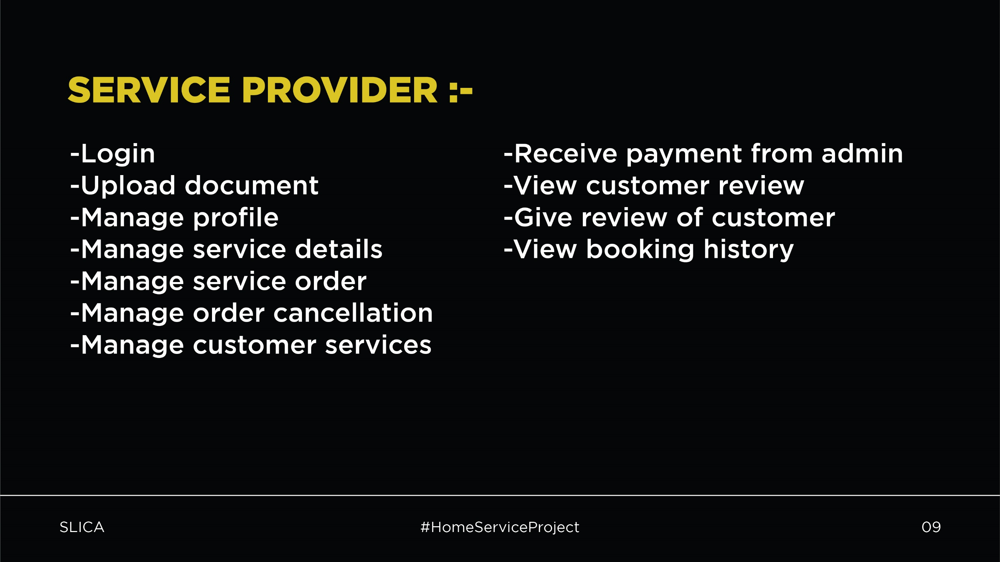 SERVICE PROVIDER :-
-Login
-Upload document
-Manage profile
-Manage service details
-Manage service order
-Manage order cancellation
-Manage customer services
-Receive payment from admin
-View customer review
-Give review of customer
-View booking history
SLICA
#HomeServiceProject
09